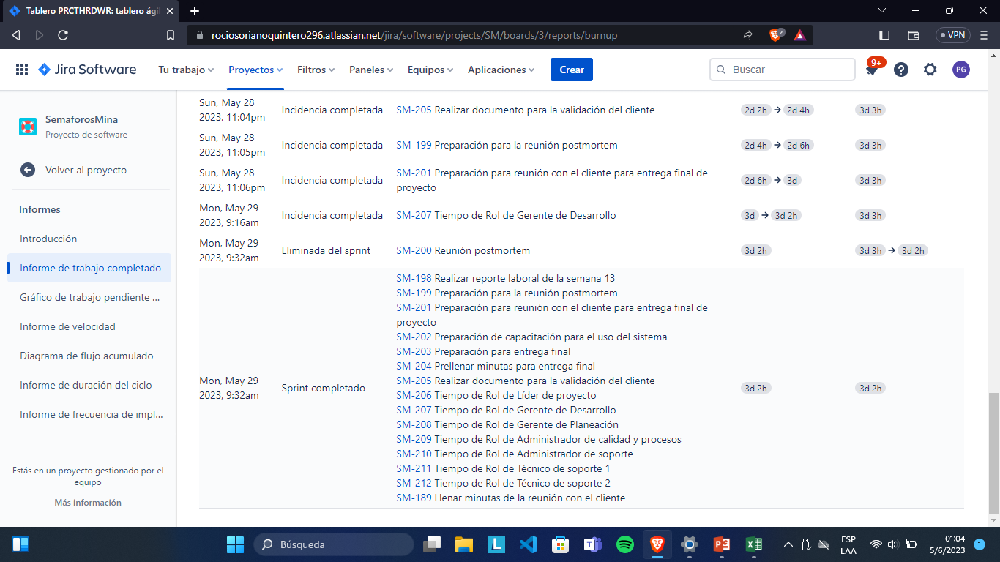 Tablero PRCTHRDWR: tablero ági
rociosorianoquintero296.atlassian.net/jira/software/projects/SM/boards/3/reports/burnup
2
VPN
Jira Software
Tu trabajo
Proyectos
Filtros
Paneles
Equipos
Aplicaciones
Crear
Buscar
9+
PG
SemaforosMina
Proyecto de software
Volver al proyecto
Informes
Introducción
Informe de trabajo completado
Gráfico de trabajo pendiente ...
Informe de velocidad
Diagrama de flujo acumulado
Informe de duración del ciclo
Informe de frecuencia de impl...
Estás en un proyecto gestionado por el
equipo
Más información
Sun, May 28
2023, 11:04pm
Incidencia completada
SM-205 Realizar documento para la validación del cliente
2d 2h → 2d 4h
3d 3h
Sun, May 28
2023, 11:05pm
Incidencia completada
SM-199 Preparación para la reunión postmortem
2d 4h → 2d 6h
3d 3h
Sun, May 28
2023, 11:06pm
Incidencia completada
SM-201 Preparación para reunión con el cliente para entrega final de
proyecto
2d 6h → 3d
3d 3h
Mon, May 29
2023, 9:16am
Incidencia completada
SM-207 Tiempo de Rol de Gerente de Desarrollo
3d → 3d 2h
3d 3h
Mon, May 29
2023, 9:32am
Eliminada del sprint
SM-200 Reunión postmortem
3d 2h
3d 3h → 3d 2h
Mon, May 29
2023, 9:32am
Sprint completado
SM-198 Realizar reporte laboral de la semana 13
SM-199 Preparación para la reunión postmortem
SM-201 Preparación para reunión con el cliente para entrega final de
proyecto
SM-202 Preparación de capacitación para el uso del sistema
SM-203 Preparación para entrega final
SM-204 Prellenar minutas para entrega final
SM-205 Realizar documento para la validación del cliente
SM-206 Tiempo de Rol de Líder de proyecto
SM-207 Tiempo de Rol de Gerente de Desarrollo
SM-208 Tiempo de Rol de Gerente de Planeación
SM-209 Tiempo de Rol de Administrador de calidad y procesos
SM-210 Tiempo de Rol de Administrador de soporte
SM-211 Tiempo de Rol de Técnico de soporte 1
SM-212 Tiempo de Rol de Técnico de soporte 2
SM-189 Llenar minutas de la reunión con el cliente
3d 2h
3d 2h
Búsqueda
L
ESP
LAA
01:04
5/6/2023
1